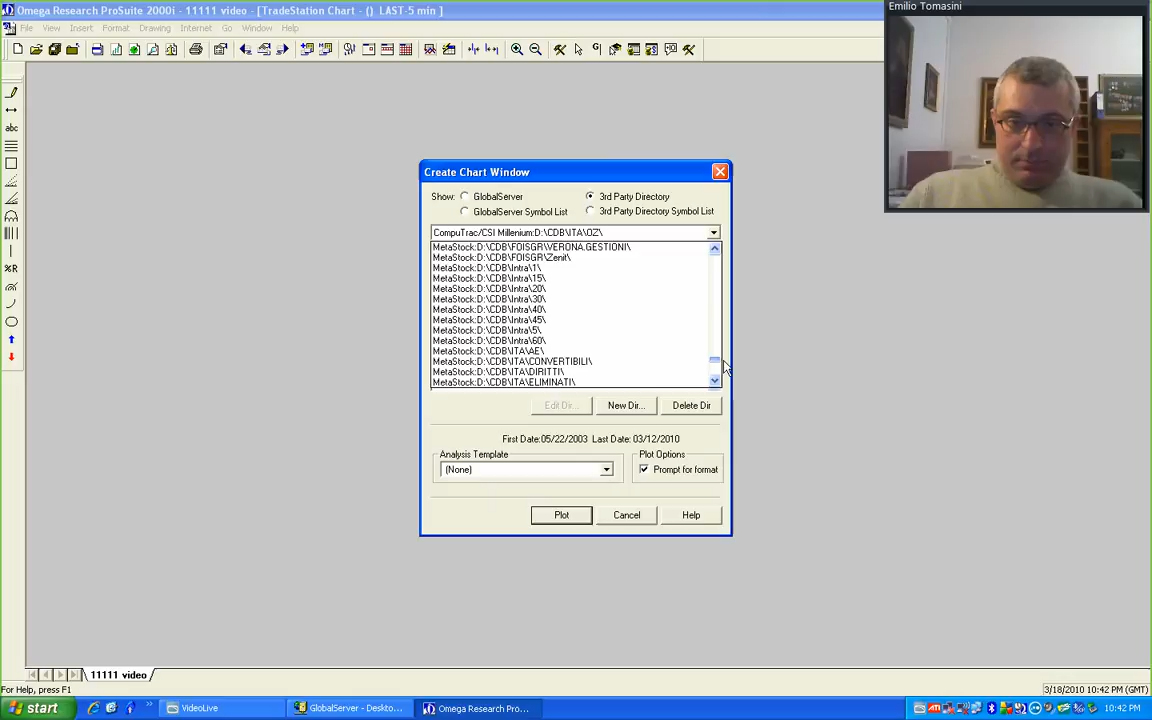 Omega Research ProSuite 2000i - 11111 video - [TradeStation Chart - () LAST-5 min ]
Emilio Tomasini
File View Insert Format Drawing Internet Go Window Help
abc
%R
Create Chart Window
Show: GlobalServer 3rd Party Directory
GlobalServer Symbol List 3rd Party Directory Symbol List
CompuTrac/CSI Millenium:D:\CDB\ITA\OZ\
MetaStock:D:\CDB\FOISGR\VERONA.GESTIONI\
MetaStock:D:\CDB\FOISGR\Zenit\
MetaStock:D:\CDB\Intra\1\
MetaStock:D:\CDB\Intra\15\
MetaStock:D:\CDB\Intra\20\
MetaStock:D:\CDB\Intra\30\
MetaStock:D:\CDB\Intra\40\
MetaStock:D:\CDB\Intra\45\
MetaStock:D:\CDB\Intra\5\
MetaStock:D:\CDB\Intra\60\
MetaStock:D:\CDB\ITA\AE\
MetaStock:D:\CDB\ITA\CONVERTIBILI\
MetaStock:D:\CDB\ITA\DIRITTI\
MetaStock:D:\CDB\ITA\ELIMINATI\
Edit Dir... New Dir... Delete Dir
First Date:05/22/2003 Last Date: 03/12/2010
Analysis Template Plot Options
(None) Prompt for format
Plot Cancel Help
11111 video
For Help, press F1 3/18/2010 10:42 PM (GMT)
start VideoLive GlobalServer - Deskto... Omega Research Pro... 10:42 PM